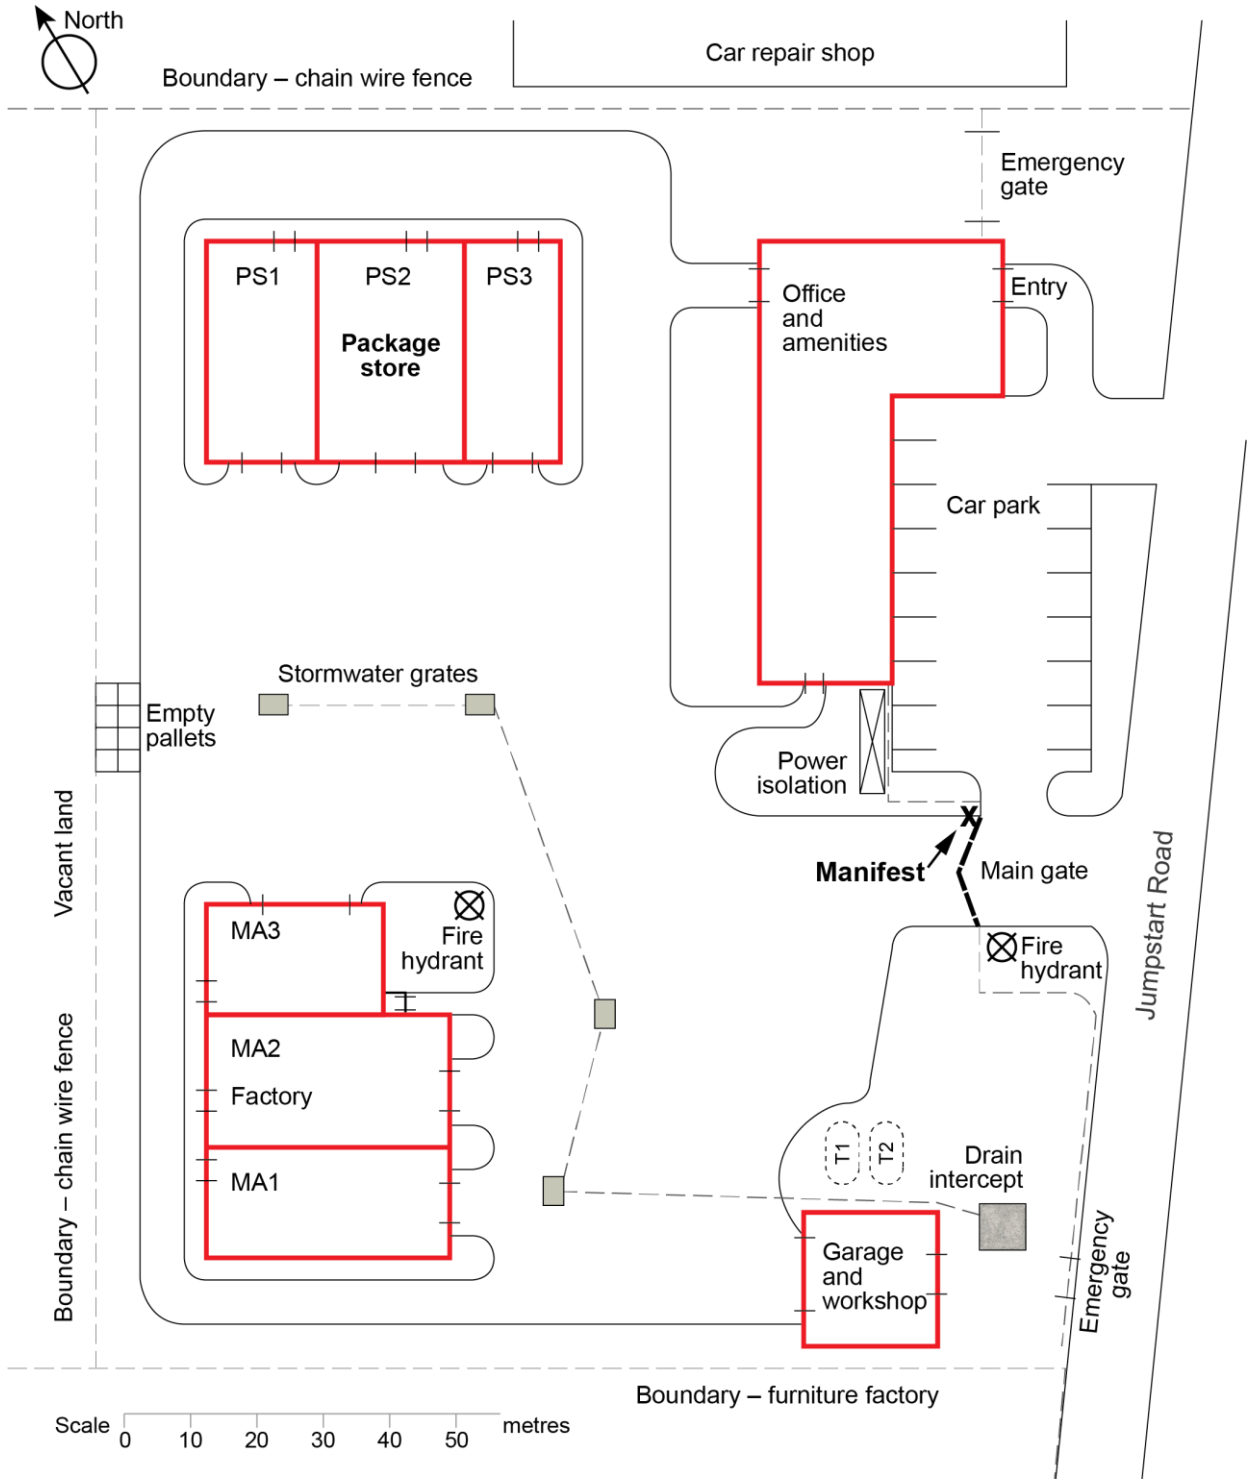 North
Car repair shop
Boundary – chain wire fence
Emergency
gate
PS1
PS2
PS3
Entry
Office
and
amenities
Package
store
Car park
Stormwater grates
Empty
pallets
Power
isolation
Vacant land
X
Manifest
Main gate
Jumpstart Road
MA3
Fire
hydrant
Fire
hydrant
MA2
Factory
Boundary – chain wire fence
T1
T2
Drain
intercept
MA1
Garage
and
workshop
Emergency
gate
Boundary – furniture factory
Scale
metres
0 10 20 30 40 50